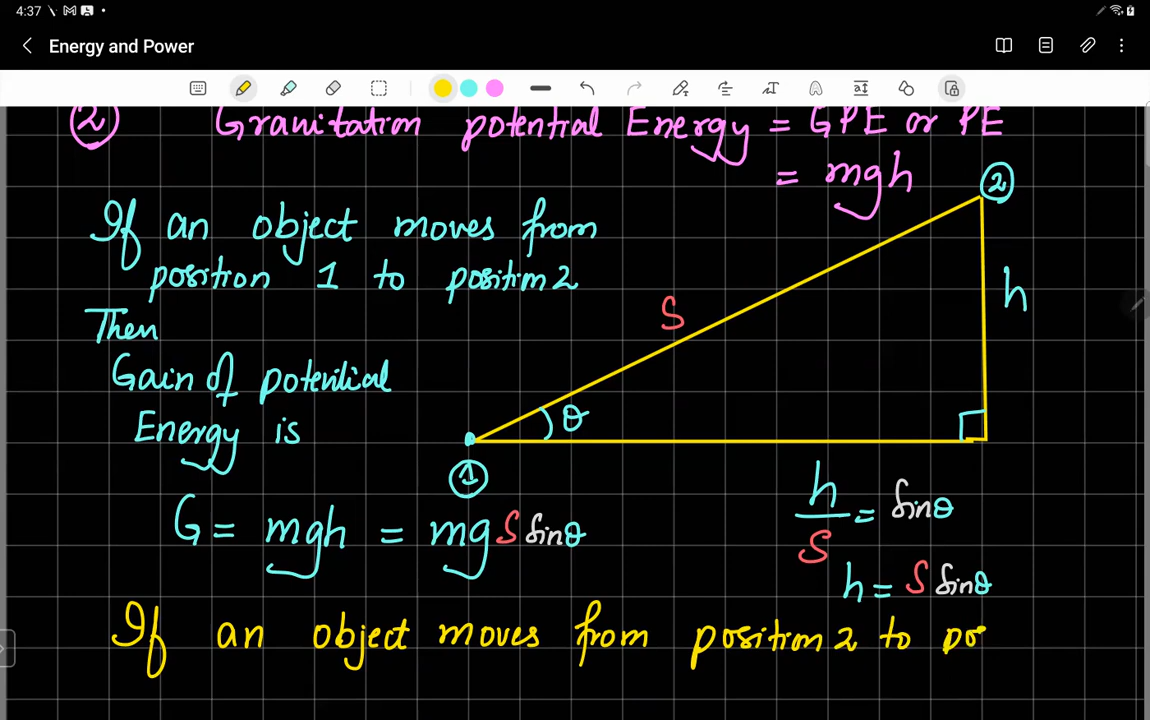 4:37
Energy and Power
2 Gravitation potential Energy = GPE or PE
= mgh
2
If an object moves from
position 1 to position 2
h
S
Then
Gain of potential
θ
Energy is
1
h/S = sinθ
G = mgh = mg S sinθ
h = S sinθ
If an object moves from position 2 to pos